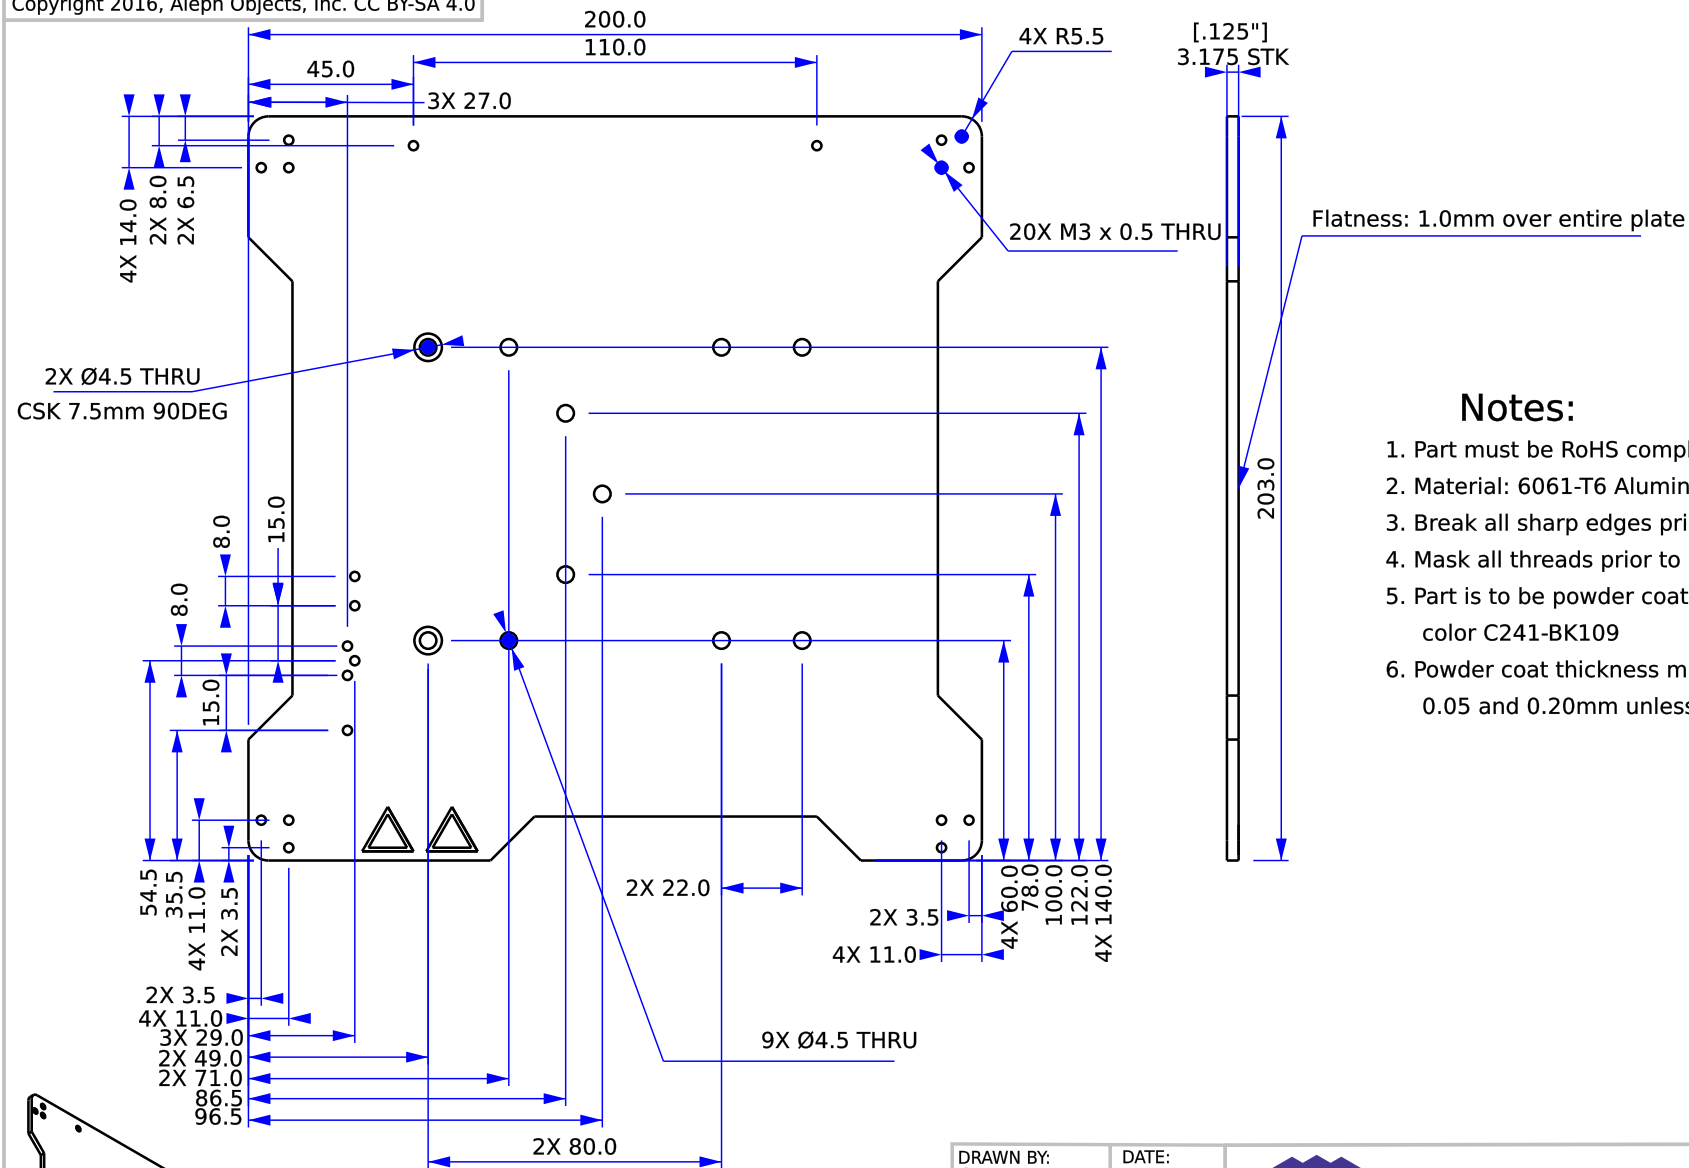 Copyright 2016, Aleph Objects, Inc. CC BY-SA 4.0
200.0
110.0
45.0
3X 27.0
4X R5.5
[.125"]
3.175 STK
4X 14.0
2X 8.0
2X 6.5
20X M3 x 0.5 THRU
Flatness: 1.0mm over entire plate
2X Ø4.5 THRU
CSK 7.5mm 90DEG
203.0
Notes:
1. Part must be RoHS compl
2. Material: 6061-T6 Alumin
3. Break all sharp edges pri
4. Mask all threads prior to
5. Part is to be powder coat
color C241-BK109
6. Powder coat thickness m
0.05 and 0.20mm unless
8.0
15.0
8.0
15.0
54.5
35.5
4X 11.0
2X 3.5
2X 22.0
2X 3.5
4X 11.0
4X 60.0
78.0
100.0
122.0
4X 140.0
2X 3.5
4X 11.0
3X 29.0
2X 49.0
2X 71.0
86.5
96.5
9X Ø4.5 THRU
2X 80.0
DRAWN BY:
DATE: